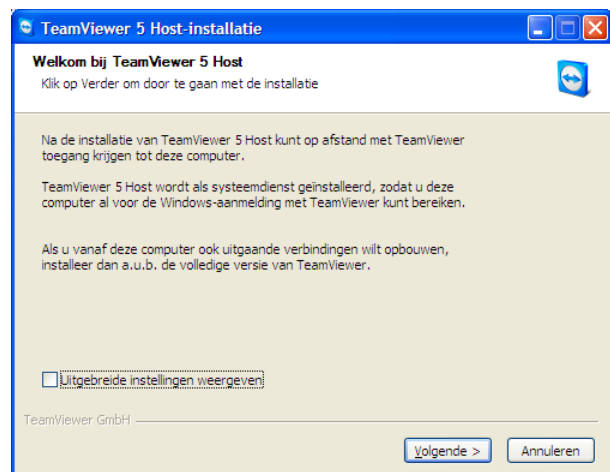 TeamViewer 5 Host-installatie
Welkom bij TeamViewer 5 Host
Klik op Verder om door te gaan met de installatie
Na de installatie van TeamViewer 5 Host kunt op afstand met TeamViewer
toegang krijgen tot deze computer.
TeamViewer 5 Host wordt als systeemdienst geïnstalleerd, zodat u deze
computer al voor de Windows-aanmelding met TeamViewer kunt bereiken.
Als u vanaf deze computer ook uitgaande verbindingen wilt opbouwen,
installeer dan a.u.b. de volledige versie van TeamViewer.
Uitgebreide instellingen weergeven
TeamViewer GmbH
Volgende >
Annuleren